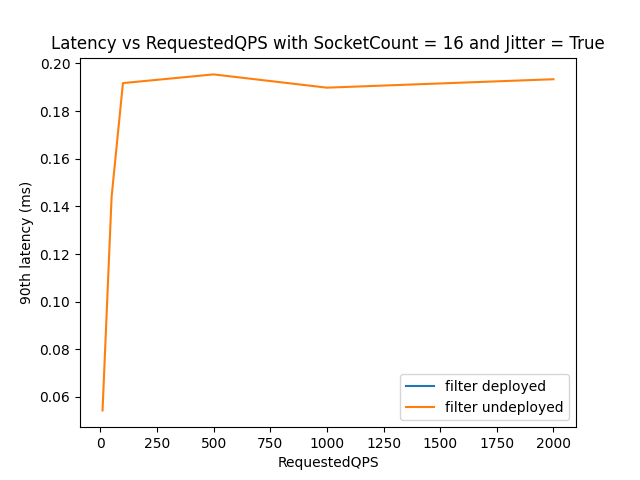 Latency vs RequestedQPS with SocketCount = 16 and Jitter = True
0.20
0.18
0.16
0.14
0.12
0.10
0.08
0.06
90th latency (ms)
filter deployed
filter undeployed
0 250 500 750 1000 1250 1500 1750 2000
RequestedQPS